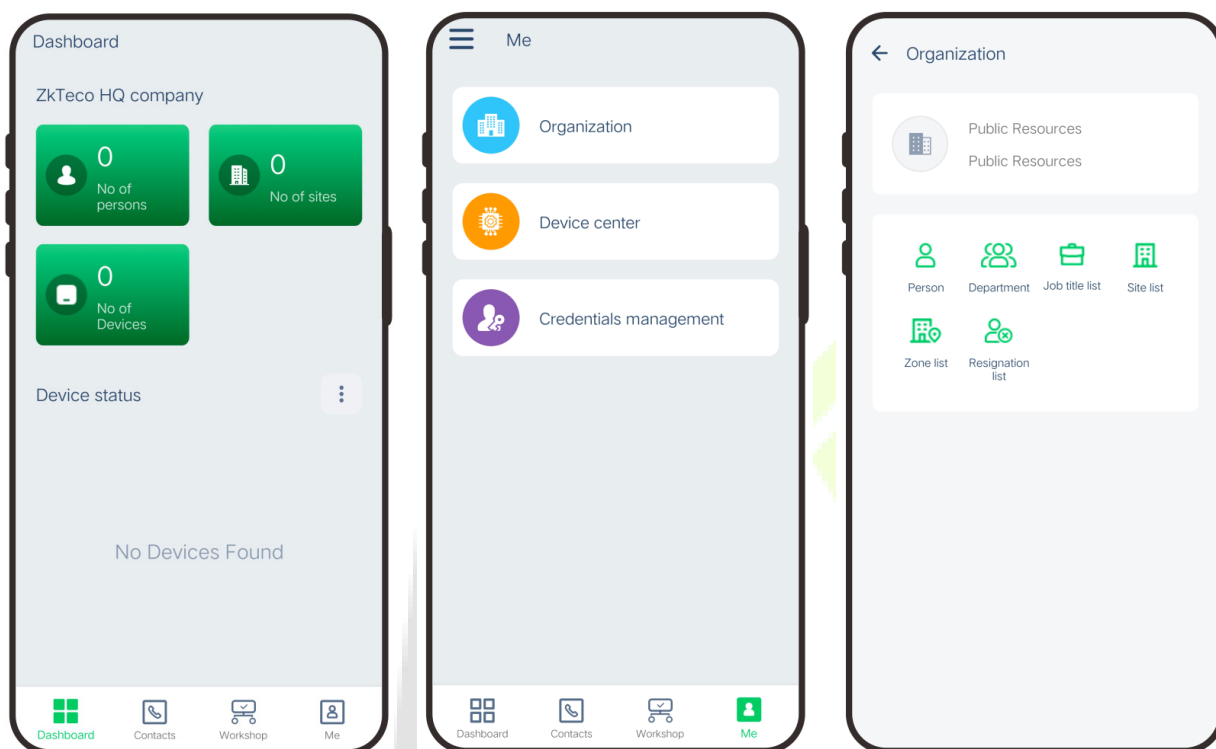 Dashboard
ZkTeco HQ company
0
No of
persons
0
No of sites
0
No of
Devices
Device status
No Devices Found
Dashboard
Contacts
Workshop
Me
Me
Organization
Device center
Credentials management
Dashboard
Contacts
Workshop
Me
Organization
Public Resources
Public Resources
Person
Department
Job title list
Site list
Zone list
Resignation
list